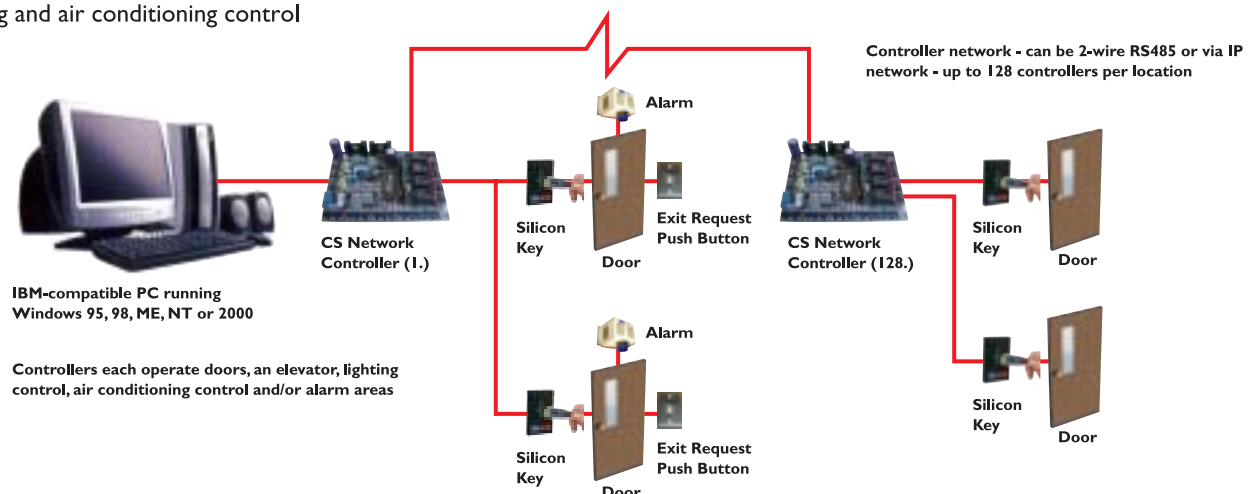 and air conditioning control
Controller network - can be 2-wire RS485 or via IP
network - up to 128 controllers per location
Alarm
Silicon
Key
Exit Request
Push Button
Door
CS Network
Controller (1.)
CS Network
Controller (128.)
Silicon
Key
Door
IBM-compatible PC running
Windows 95, 98, ME, NT or 2000
Alarm
Controllers each operate doors, an elevator, lighting
control, air conditioning control and/or alarm areas
Silicon
Key
Exit Request
Push Button
Door
Silicon
Key
Door